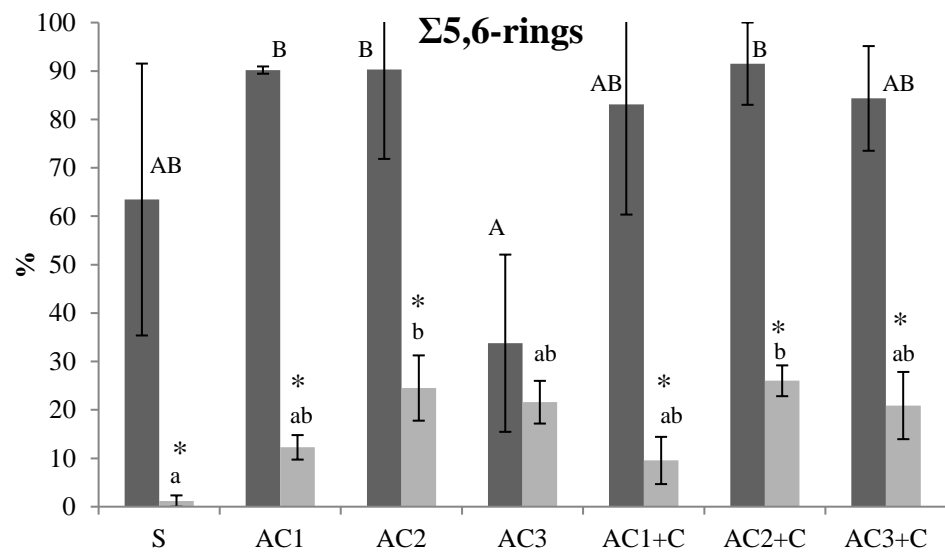 Σ5,6-rings
%
100
90
80
70
60
50
40
30
20
10
0
AB
*
a
B
*
ab
B
*
b
A
ab
AB
*
ab
B
*
b
AB
*
ab
S AC1 AC2 AC3 AC1+C AC2+C AC3+C